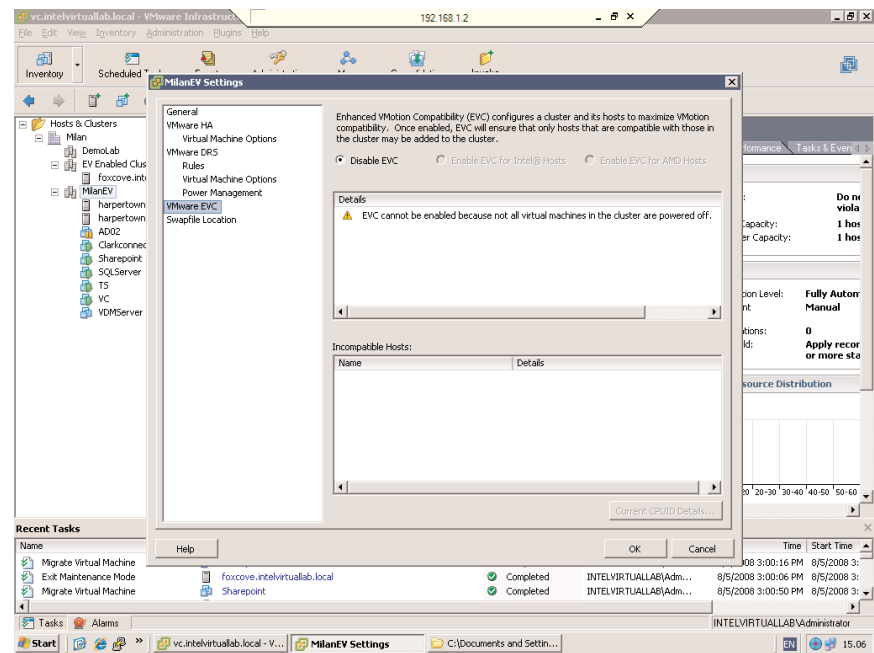 vc.intelvirtuallab.local - VMware Infrastruct
192.168.1.2
File Edit View Inventory Administration Plugins Help
Inventory
Scheduled
MilanEV Settings
Hosts & Clusters
Milan
DemoLab
EV Enabled Clus
foxcove.inte
MilanEV
harpertown
harpertown
AD02
Clarkconnec
Sharepoint
SQLServer
TS
VC
VDMServer
General
VMware HA
Virtual Machine Options
VMware DRS
Rules
Virtual Machine Options
Power Management
VMware EVC
Swapfile Location
Enhanced VMotion Compatibility (EVC) configures a cluster and its hosts to maximize VMotion
compatibility. Once enabled, EVC will ensure that only hosts that are compatible with those in
the cluster may be added to the cluster.
Disable EVC Enable EVC for Intel® Hosts Enable EVC for AMD Hosts
Details
EVC cannot be enabled because not all virtual machines in the cluster are powered off.
Incompatible Hosts:
Name Details
Current CPUID Details...
Help OK Cancel
formance Tasks & Even
: Do no
viola
Capacity: 1 hos
er Capacity: 1 hos
tion Level: Fully Autom
nt Manual
ations: 0
ld: Apply recor
or more sta
source Distribution
20 20-30 30-40 40-50 50-60
Recent Tasks
Name Time Start Time
Migrate Virtual Machine 008 3:00:16 PM 8/5/2008 3:
Exit Maintenance Mode foxcove.intelvirtuallab.local Completed INTELVIRTUALLAB\Adm... 8/5/2008 3:00:06 PM 8/5/2008 3:
Migrate Virtual Machine Sharepoint Completed INTELVIRTUALLAB\Adm... 8/5/2008 3:00:50 PM 8/5/2008 3:
Tasks Alarms INTELVIRTUALLAB\Administrator
Start » vc.intelvirtuallab.local - V... MilanEV Settings C:\Documents and Settin... EN 15.06